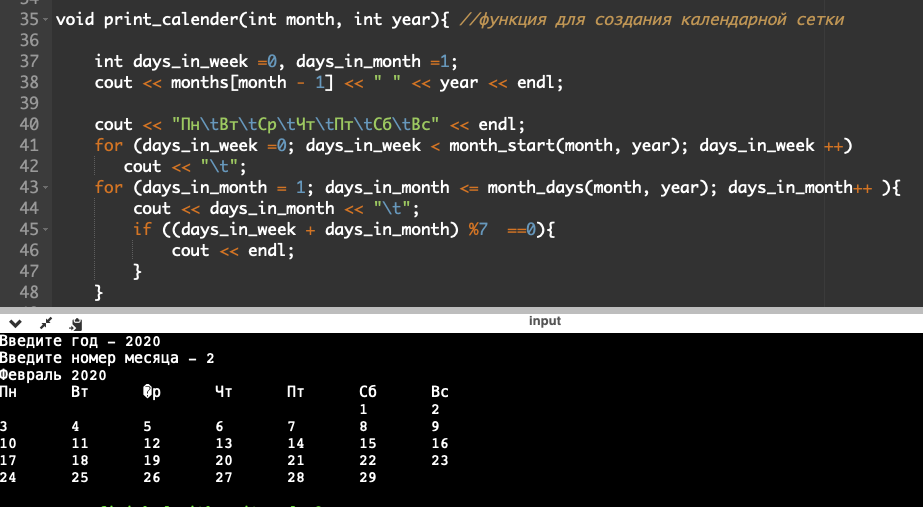 35 void print_calender(int month, int year){ //функция для создания календарной сетки
36
37 int days_in_week =0, days_in_month =1;
38 cout << months[month - 1] << " " << year << endl;
39
40 cout << "Пн\tВт\tСр\tЧт\tПт\tСб\tВс" << endl;
41 for (days_in_week =0; days_in_week < month_start(month, year); days_in_week ++)
42 cout << "\t";
43 for (days_in_month = 1; days_in_month <= month_days(month, year); days_in_month++ ){
44 cout << days_in_month << "\t";
45 if ((days_in_week + days_in_month) %7  ==0){
46 cout << endl;
47 }
48 }
input
Введите год – 2020
Введите номер месяца – 2
Февраль 2020
Пн Вт �р Чт Пт Сб Вс
1 2
3 4 5 6 7 8 9
10 11 12 13 14 15 16
17 18 19 20 21 22 23
24 25 26 27 28 29